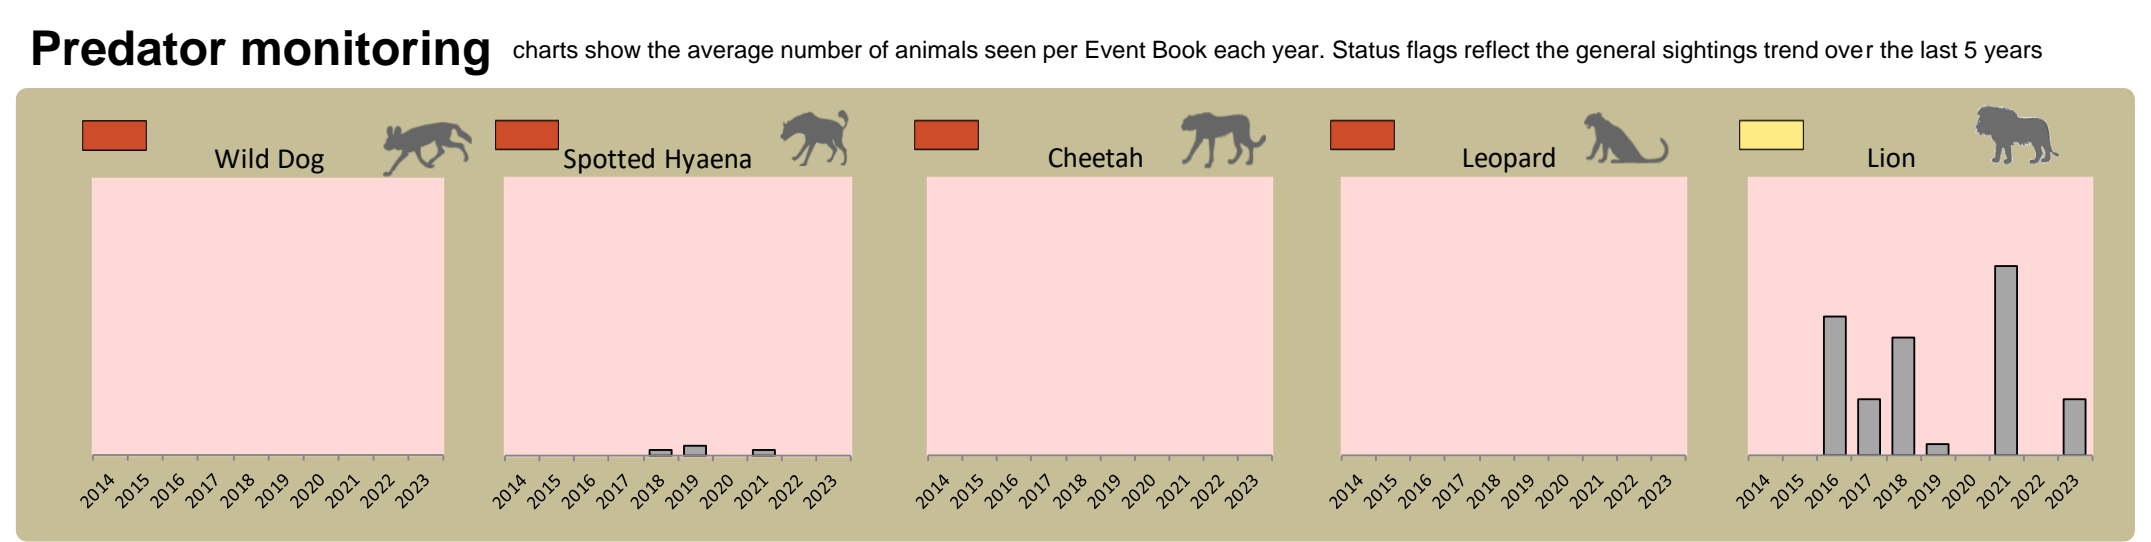 Predator monitoring charts show the average number of animals seen per Event Book each year. Status flags reflect the general sightings trend over the last 5 years
Wild Dog
2014 2015 2016 2017 2018 2019 2020 2021 2022 2023
Spotted Hyaena
2014 2015 2016 2017 2018 2019 2020 2021 2022 2023
Cheetah
2014 2015 2016 2017 2018 2019 2020 2021 2022 2023
Leopard
2014 2015 2016 2017 2018 2019 2020 2021 2022 2023
Lion
2014 2015 2016 2017 2018 2019 2020 2021 2022 2023